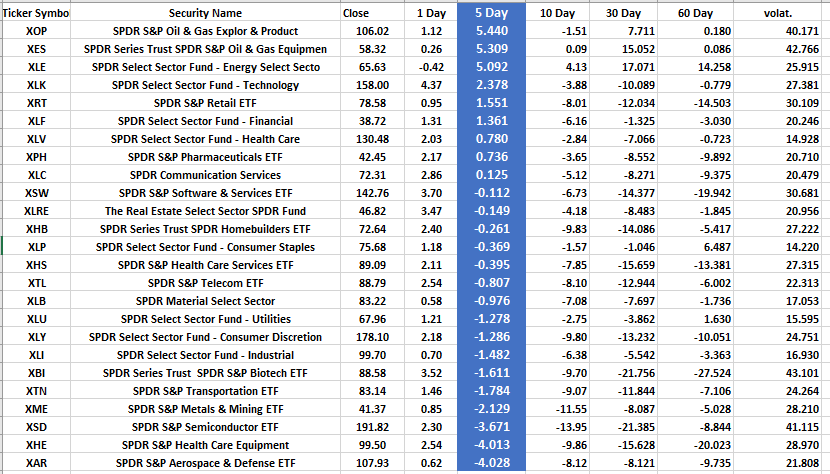 Ticker Symbo Security Name Close 1 Day 5 Day 10 Day 30 Day 60 Day volat.
XOP SPDR S&P Oil & Gas Explor & Product 106.02 1.12 5.440 -1.51 7.711 0.180 40.171
XES SPDR Series Trust SPDR S&P Oil & Gas Equipmen 58.32 0.26 5.309 0.09 15.052 0.086 42.766
XLE SPDR Select Sector Fund - Energy Select Secto 65.63 -0.42 5.092 4.13 17.071 14.258 25.915
XLK SPDR Select Sector Fund - Technology 158.00 4.37 2.378 -3.88 -10.089 -0.779 27.381
XRT SPDR S&P Retail ETF 78.58 0.95 1.551 -8.01 -12.034 -14.503 30.109
XLF SPDR Select Sector Fund - Financial 38.72 1.31 1.361 -6.16 -1.325 -3.030 20.246
XLV SPDR Select Sector Fund - Health Care 130.48 2.03 0.780 -2.84 -7.066 -0.723 14.928
XPH SPDR S&P Pharmaceuticals ETF 42.45 2.17 0.736 -3.65 -8.552 -9.892 20.710
XLC SPDR Communication Services 72.31 2.86 0.125 -5.12 -8.271 -9.375 20.479
XSW SPDR S&P Software & Services ETF 142.76 3.70 -0.112 -6.73 -14.377 -19.942 30.681
XLRE The Real Estate Select Sector SPDR Fund 46.82 3.47 -0.149 -4.18 -8.483 -1.845 20.956
XHB SPDR Series Trust SPDR Homebuilders ETF 72.64 2.40 -0.261 -9.83 -14.086 -5.417 27.222
XLP SPDR Select Sector Fund - Consumer Staples 75.68 1.18 -0.369 -1.57 -1.046 6.487 14.220
XHS SPDR S&P Health Care Services ETF 89.09 2.11 -0.395 -7.85 -15.659 -13.381 27.315
XTL SPDR S&P Telecom ETF 88.79 2.54 -0.807 -8.10 -12.944 -6.002 22.313
XLB SPDR Material Select Sector 83.22 0.58 -0.976 -7.08 -7.697 -1.736 17.053
XLU SPDR Select Sector Fund - Utilities 67.96 1.21 -1.278 -2.75 -3.862 1.630 15.595
XLY SPDR Select Sector Fund - Consumer Discretion 178.10 2.18 -1.286 -9.80 -13.232 -10.051 24.751
XLI SPDR Select Sector Fund - Industrial 99.70 0.70 -1.482 -6.38 -5.542 -3.363 16.930
XBI SPDR Series Trust SPDR S&P Biotech ETF 88.58 3.52 -1.611 -9.70 -21.756 -27.524 43.101
XTN SPDR S&P Transportation ETF 83.14 1.46 -1.784 -9.07 -11.844 -7.106 24.264
XME SPDR S&P Metals & Mining ETF 41.37 0.85 -2.129 -11.55 -8.087 -5.028 28.210
XSD SPDR S&P Semiconductor ETF 191.82 2.30 -3.671 -13.95 -21.385 -8.844 41.115
XHE SPDR S&P Health Care Equipment 99.50 2.54 -4.013 -9.86 -15.628 -20.023 28.970
XAR SPDR S&P Aerospace & Defense ETF 107.93 0.62 -4.028 -8.12 -8.121 -9.735 21.808